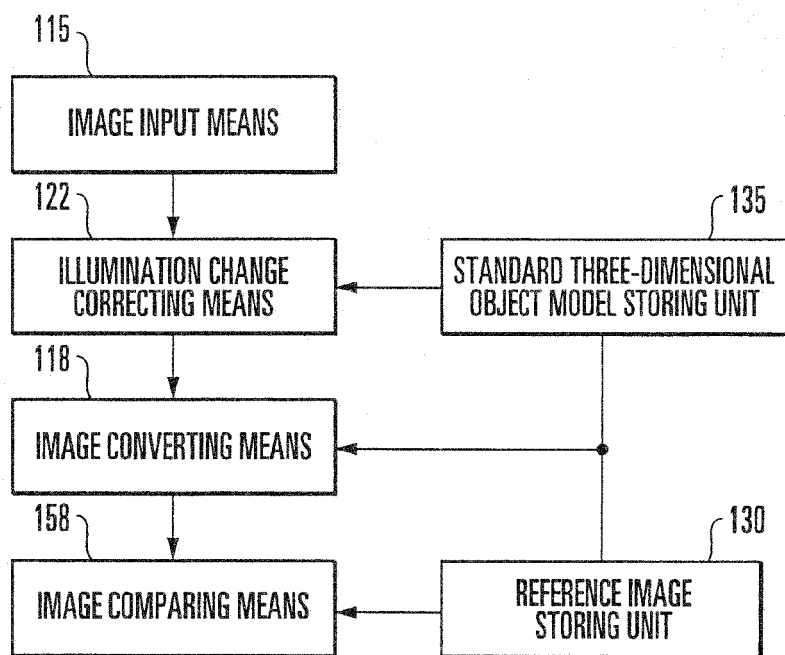 115
IMAGE INPUT MEANS
122
ILLUMINATION CHANGE
CORRECTING MEANS
135
STANDARD THREE-DIMENSIONAL
OBJECT MODEL STORING UNIT
118
IMAGE CONVERTING MEANS
158
IMAGE COMPARING MEANS
130
REFERENCE IMAGE
STORING UNIT